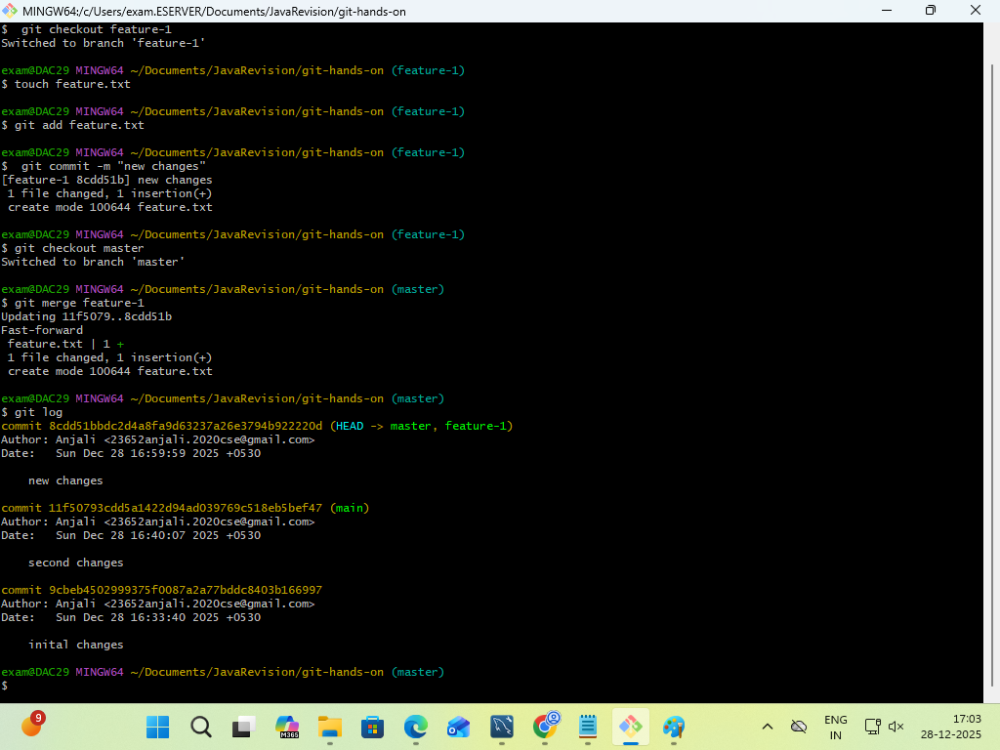 MINGW64:/c/Users/exam.ESERVER/Documents/JavaRevision/git-hands-on
$  git checkout feature-1
Switched to branch 'feature-1'
exam@DAC29 MINGW64 ~/Documents/JavaRevision/git-hands-on (feature-1)
$ touch feature.txt
exam@DAC29 MINGW64 ~/Documents/JavaRevision/git-hands-on (feature-1)
$ git add feature.txt
exam@DAC29 MINGW64 ~/Documents/JavaRevision/git-hands-on (feature-1)
$  git commit -m "new changes"
[feature-1 8cdd51b] new changes
 1 file changed, 1 insertion(+)
 create mode 100644 feature.txt
exam@DAC29 MINGW64 ~/Documents/JavaRevision/git-hands-on (feature-1)
$ git checkout master
Switched to branch 'master'
exam@DAC29 MINGW64 ~/Documents/JavaRevision/git-hands-on (master)
$ git merge feature-1
Updating 11f5079..8cdd51b
Fast-forward
 feature.txt | 1 +
 1 file changed, 1 insertion(+)
 create mode 100644 feature.txt
exam@DAC29 MINGW64 ~/Documents/JavaRevision/git-hands-on (master)
$ git log
commit 8cdd51bbdc2d4a8fa9d63237a26e3794b922220d (HEAD -> master, feature-1)
Author: Anjali <23652anjali.2020cse@gmail.com>
Date:   Sun Dec 28 16:59:59 2025 +0530
    new changes
commit 11f50793cdd5a1422d94ad039769c518eb5bef47 (main)
Author: Anjali <23652anjali.2020cse@gmail.com>
Date:   Sun Dec 28 16:40:07 2025 +0530
    second changes
commit 9cbeb4502999375f0087a2a77bddc8403b166997
Author: Anjali <23652anjali.2020cse@gmail.com>
Date:   Sun Dec 28 16:33:40 2025 +0530
    inital changes
exam@DAC29 MINGW64 ~/Documents/JavaRevision/git-hands-on (master)
$
9
M365
ENG
IN
17:03
28-12-2025